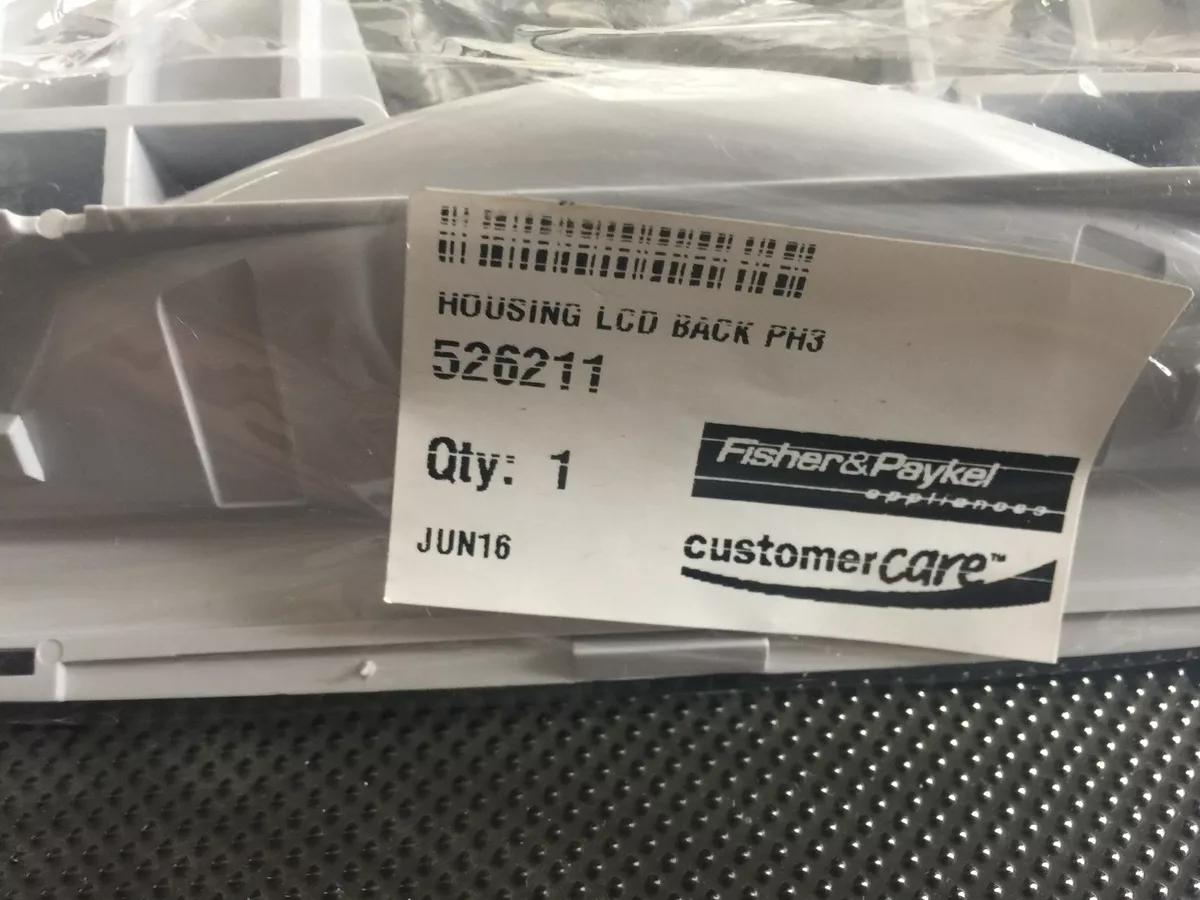 HOUSING LCD BACK PH3
526211
Qty: 1
Fisher&Paykel
appliances
JUN16
customercare™